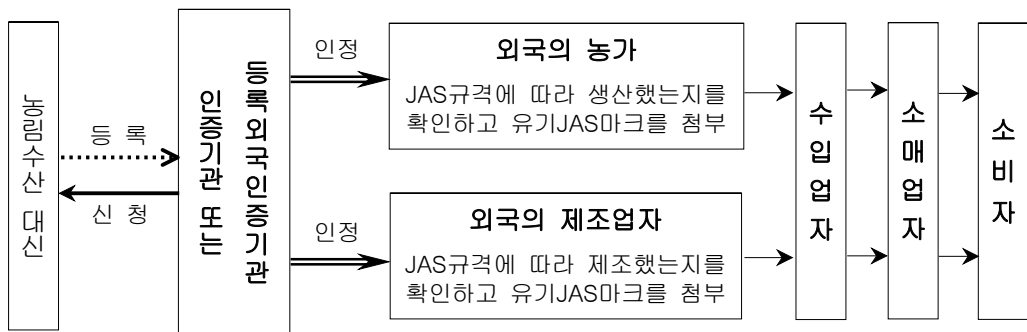 농림수산 대신
등 록
신 청
인증기관 또는
등록외국인증기관
인정
외국의 농가
JAS규격에 따라 생산했는지를
확인하고 유기JAS마크를 첨부
인정
외국의 제조업자
JAS규격에 따라 제조했는지를
확인하고 유기JAS마크를 첨부
수입업자
소매업자
소비자